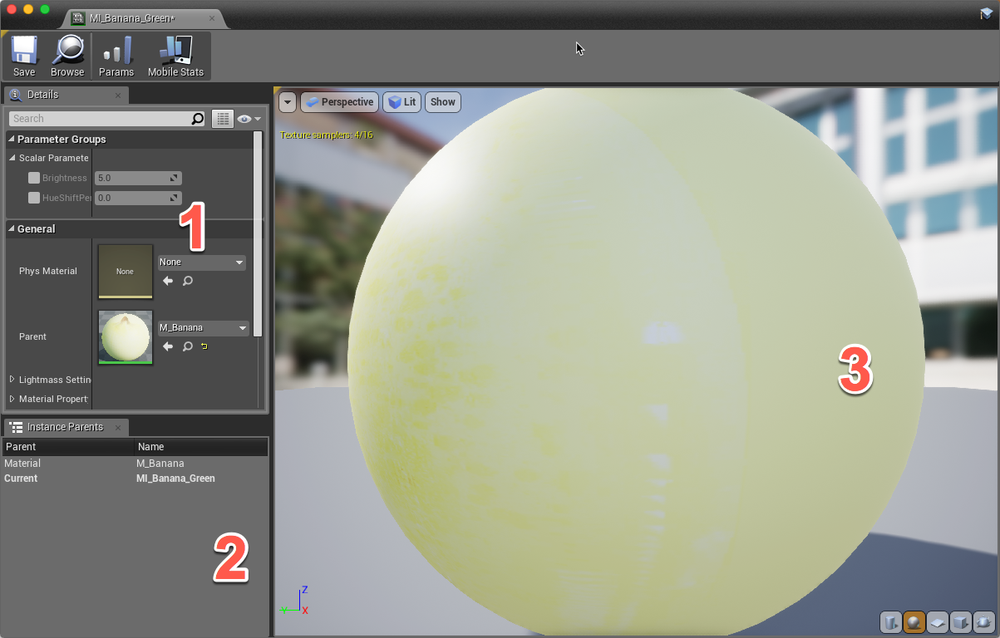 MI_Banana_Green*
Save
Browse
Params
Mobile Stats
Details
Search
Parameter Groups
Scalar Paramete
Brightness
5.0
HueShiftPer
0.0
1
General
Phys Material
None
None
Parent
M_Banana
Lightmass Settin
Material Propert
Instance Parents
Parent Name
Material M_Banana
Current MI_Banana_Green
2
Perspective
Lit
Show
Texture samplers: 4/16
3
Z
Y
X